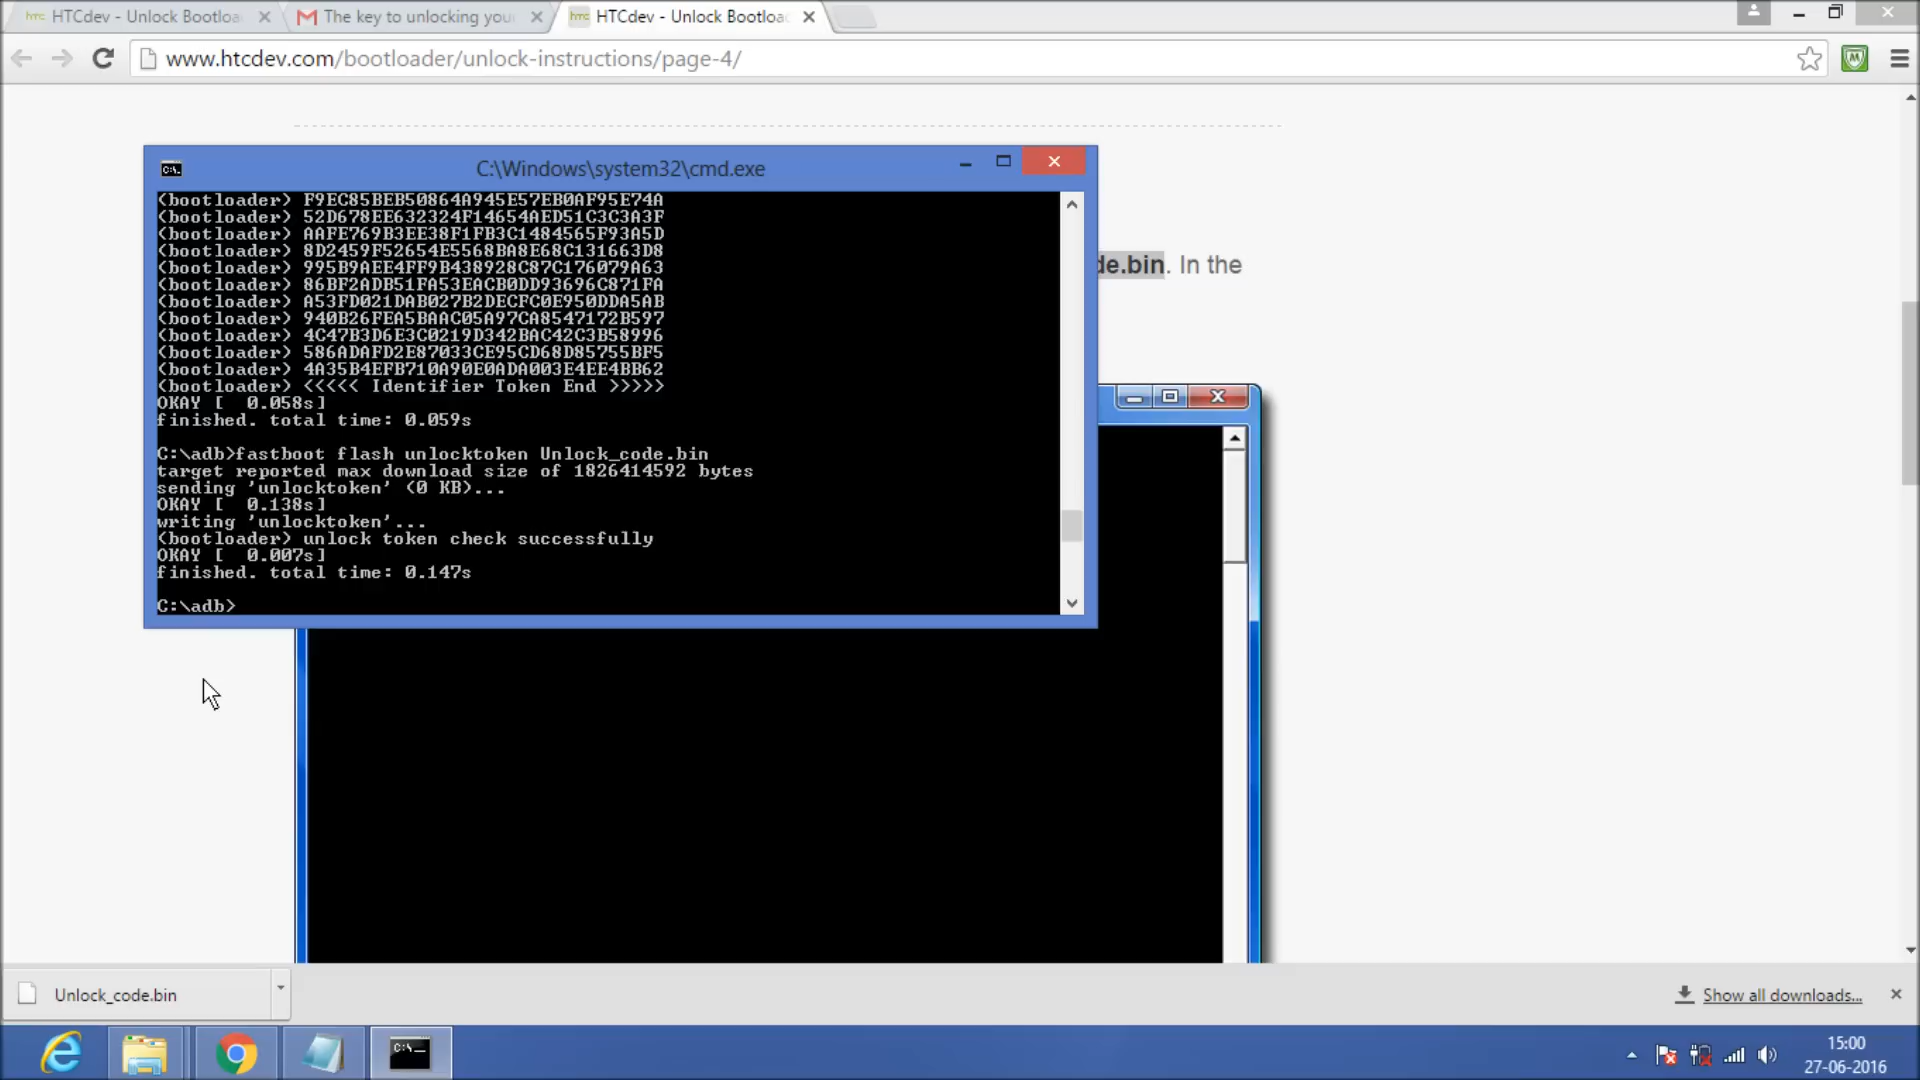 HTCdev - Unlock Bootloa
The key to unlocking you
HTCdev - Unlock Bootloa
www.htcdev.com/bootloader/unlock-instructions/page-4/
C:\Windows\system32\cmd.exe
(bootloader) F9EC85BEB50864A945E57EB0AF95E74A
(bootloader) 52D678EE632324F14654AED51C3C3A3F
(bootloader) AAFE769B3EE38F1FB3C1484565F93A5D
(bootloader) 8D2459F52654E5568BA8E68C131663D8
(bootloader) 995B9AEE4FF9B438928C87C176079A63
(bootloader) 86BF2ADB51FA53EACB0DD93696C871FA
(bootloader) A53FD021DAB027B2DECFC0E950DDA5AB
(bootloader) 940B26FEA5BAAC05A97CA8547172B597
(bootloader) 4C47B3D6E3C0219D342BAC42C3B58996
(bootloader) 586ADAFD2E87033CE95CD68D85755BF5
(bootloader) 4A35B4EFB710A90E0ADA003E4EE4BB62
(bootloader) <<<<< Identifier Token End >>>>>
OKAY [  0.058s]
finished. total time: 0.059s
C:\adb>fastboot flash unlocktoken Unlock_code.bin
target reported max download size of 1826414592 bytes
sending 'unlocktoken' (0 KB)...
OKAY [  0.138s]
writing 'unlocktoken'...
(bootloader) unlock token check successfully
OKAY [  0.007s]
finished. total time: 0.147s
C:\adb>
de.bin. In the
Unlock_code.bin
Show all downloads...
15:00
27-06-2016